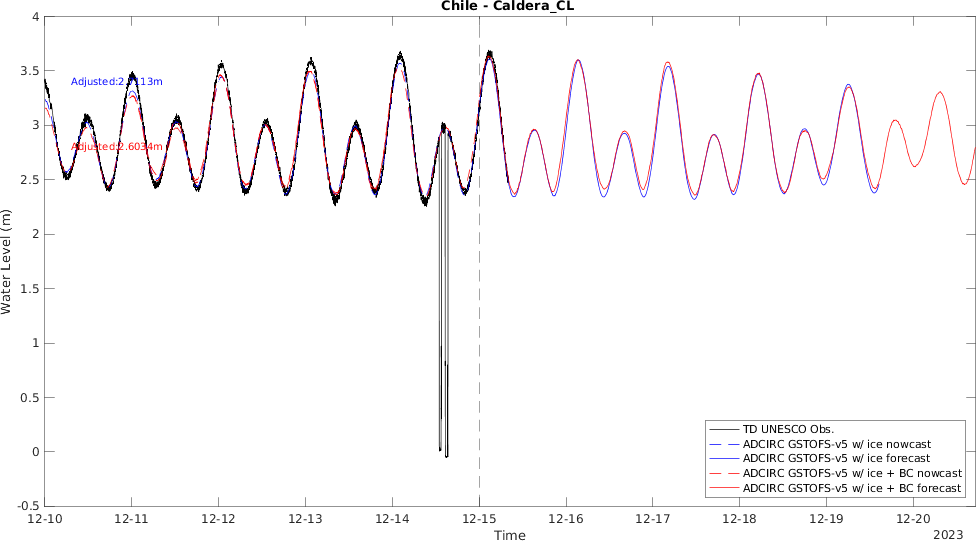 Chile - Caldera_CL
4
3.5
3
2.5
2
1.5
1
0.5
0
-0.5
Water Level (m)
Adjusted:2.6034m
TD UNESCO Obs.
ADCIRC GSTOFS-v5 w/ ice nowcast
ADCIRC GSTOFS-v5 w/ ice forecast
ADCIRC GSTOFS-v5 w/ ice + BC nowcast
ADCIRC GSTOFS-v5 w/ ice + BC forecast
12-10 12-11 12-12 12-13 12-14 12-15 12-16 12-17 12-18 12-19 12-20
Time
2023